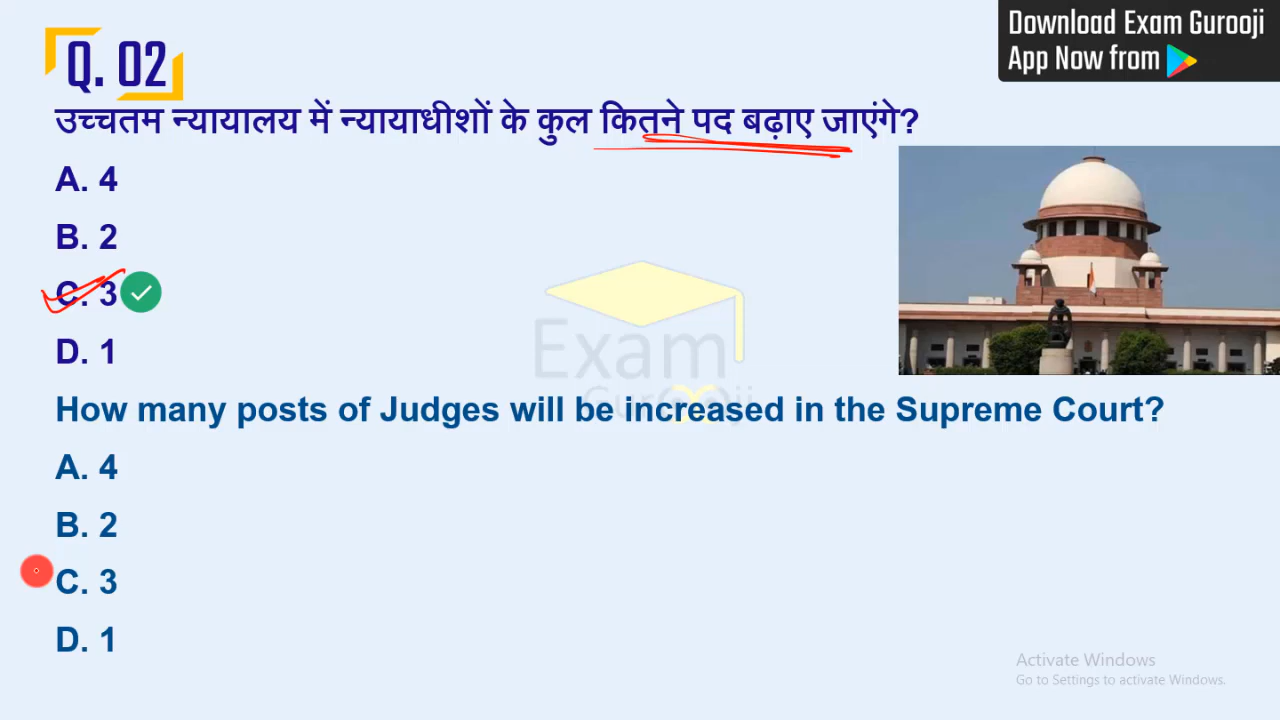 Download Exam Gurooji
App Now from
Q. 02
उच्चतम न्यायालय में न्यायाधीशों के कुल कितने पद बढ़ाए जाएंगे?
A. 4
B. 2
C. 3
D. 1
Exam
Gurooji
How many posts of Judges will be increased in the Supreme Court?
A. 4
B. 2
C. 3
D. 1
Activate Windows
Go to Settings to activate Windows.